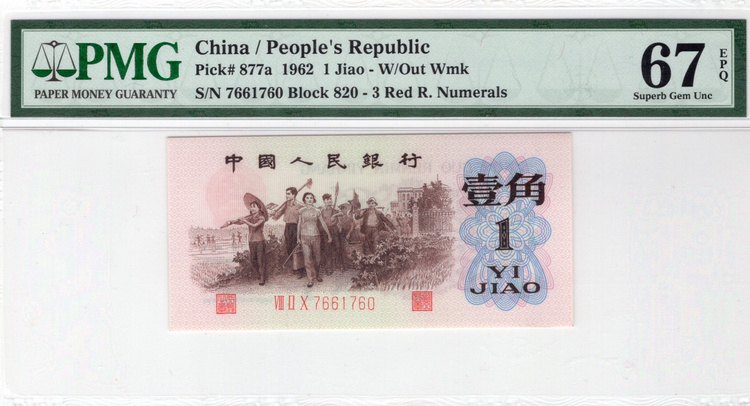 PMG
PAPER MONEY GUARANTY
China / People's Republic
Pick# 877a 1962 1 Jiao - W/Out Wmk
S/N 7661760 Block 820 - 3 Red R. Numerals
67 EPQ
Superb Gem Unc
中國人民銀行
壹角
1
YI
JIAO
VIII II X 7661760